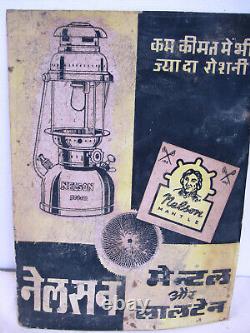 कम कीमत में भी
ज्यादा रोशनी
NELSON
Nelson
MANTLE
नेलसन
मेन्टल
और
लालटेन